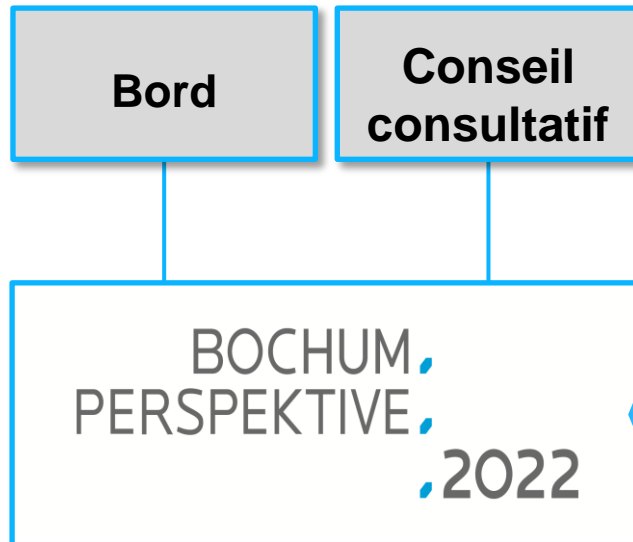 Bord
Conseil
consultatif
BOCHUM
PERSPEKTIVE
2022